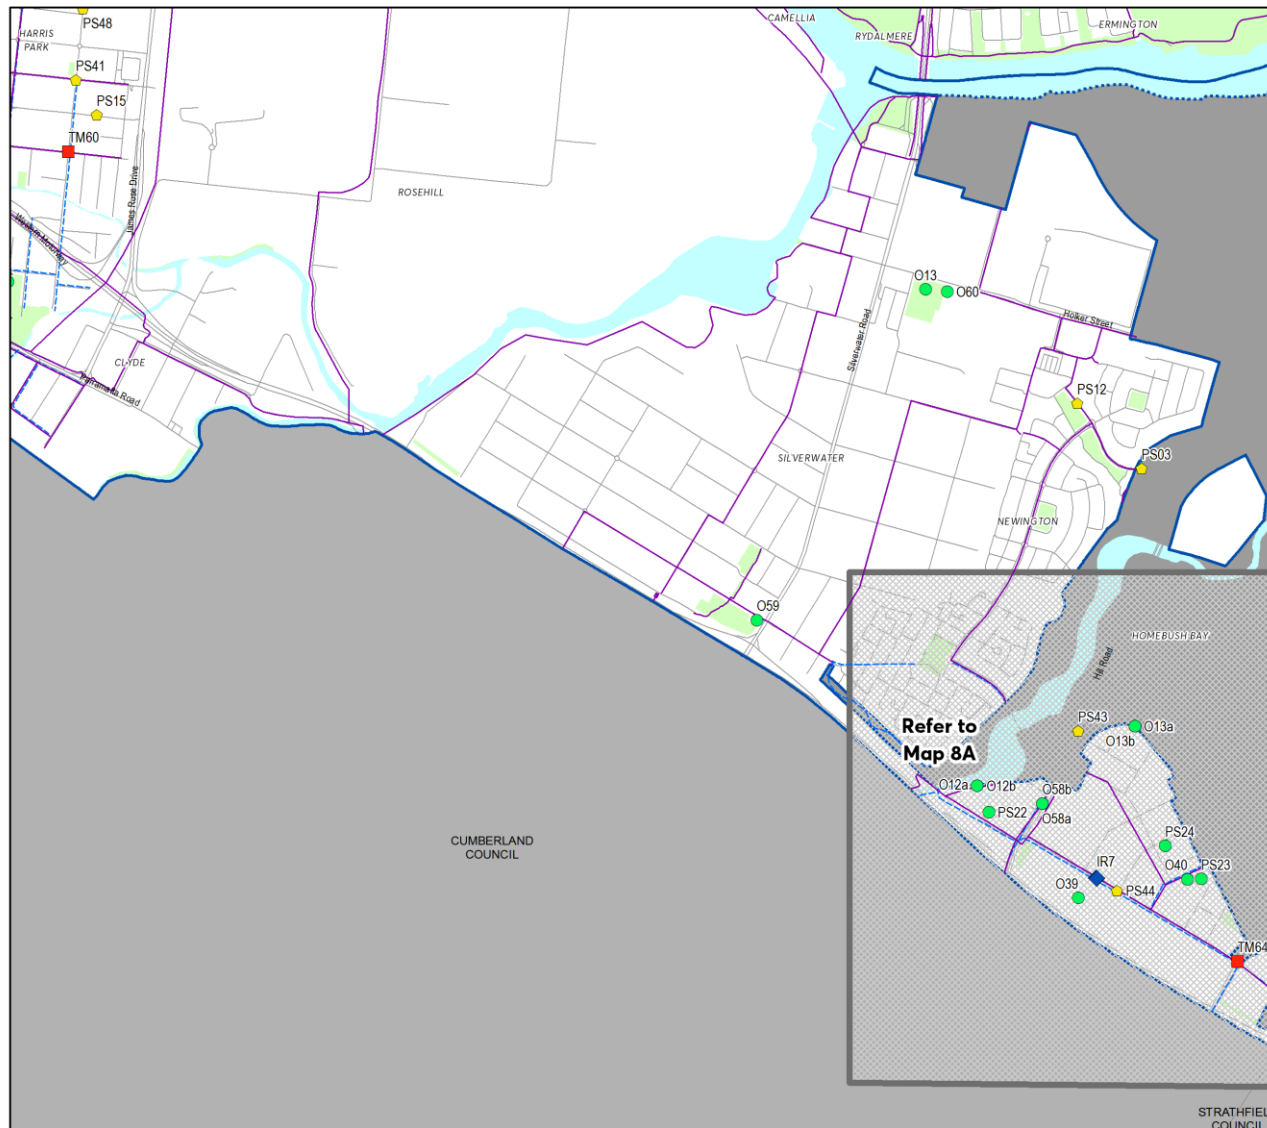 CAMELLIA
PS48
HARRIS
PARK
RYDALMERE
ERMINGTON
PS41
PS15
TM60
James Ruse Drive
ROSEHILL
Western Motorway
O13
O60
Holker Street
Silverwater Road
CLYDE
Parramatta Road
PS12
SILVERWATER
PS03
NEWINGTON
O59
HOMEBUSH BAY
Hill Road
Refer to
Map 8A
PS43
O13a
O13b
O12a
O12b
O58b
PS22
O58a
CUMBERLAND
COUNCIL
PS24
IR7
O40
PS23
O39
PS44
TM64
STRATHFIEL
COUNCIL